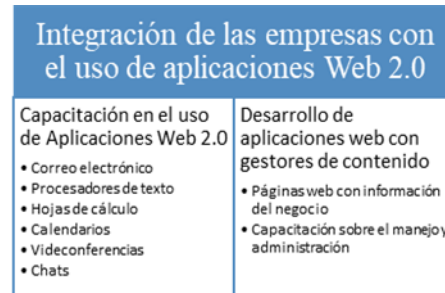 Integración de las empresas con
el uso de aplicaciones Web 2.0
Capacitación en el uso
de Aplicaciones Web 2.0
• Correo electrónico
• Procesadores de texto
• Hojas de cálculo
• Calendarios
• Videconferencias
• Chats
Desarrollo de
aplicaciones web con
gestores de contenido
• Páginas web con información
del negocio
• Capacitación sobre el manejo y
administración